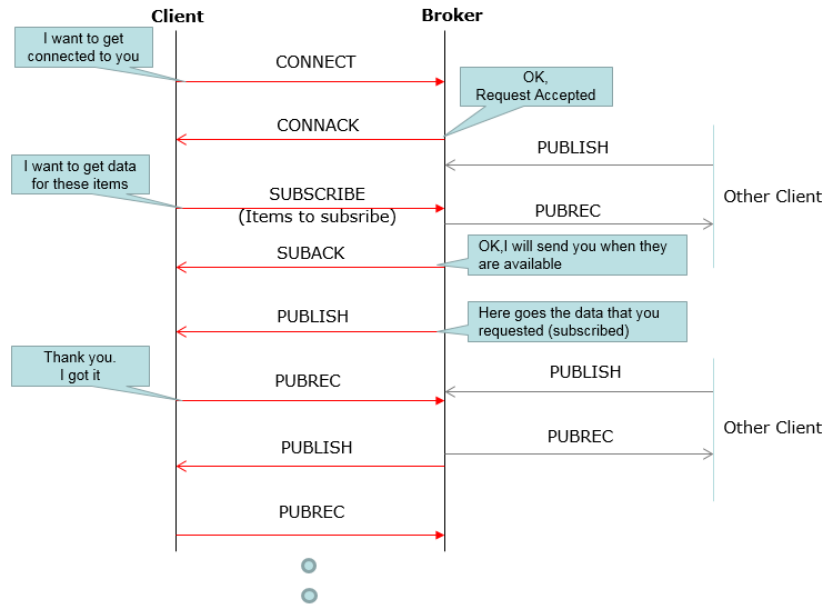 Client
Broker
I want to get
connected to you
CONNECT
OK,
Request Accepted
CONNACK
PUBLISH
I want to get data
for these items
SUBSCRIBE
(Items to subsribe)
Other Client
PUBREC
SUBACK
OK,I will send you when they
are available
PUBLISH
Here goes the data that you
requested (subscribed)
Thank you.
I got it
PUBREC
PUBLISH
Other Client
PUBLISH
PUBREC
PUBREC